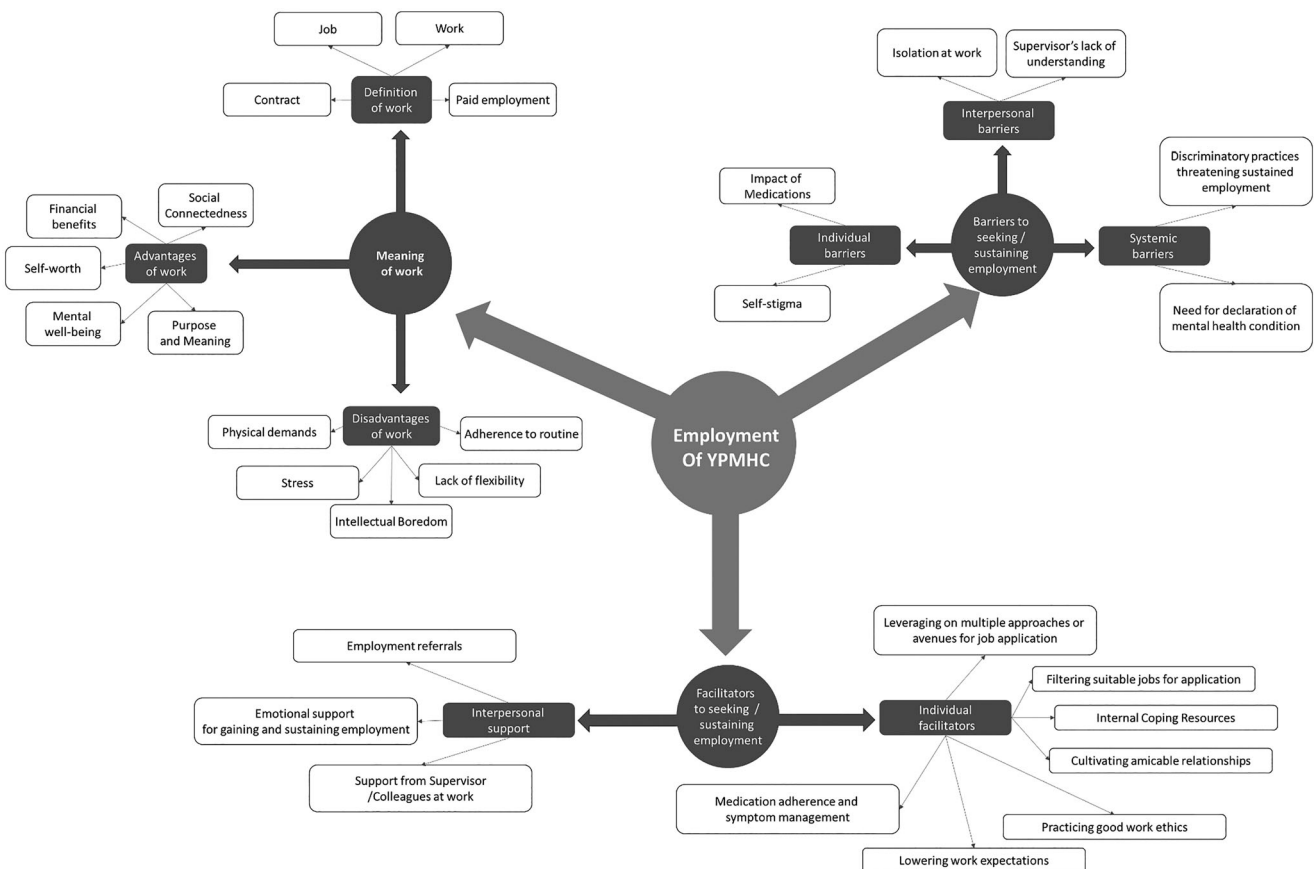 Job
Work
Contract
Definition
of work
Paid employment
Financial
benefits
Social
Connectedness
Self-worth
Advantages
of work
Mental
well-being
Purpose
and Meaning
Meaning
of work
Physical demands
Disadvantages
of work
Adherence to routine
Stress
Lack of flexibility
Intellectual Boredom
Isolation at work
Supervisor's lack of
understanding
Interpersonal
barriers
Impact of
Medications
Individual
barriers
Self-stigma
Barriers to
seeking /
sustaining
employment
Discriminatory practices
threatening sustained
employment
Systemic
barriers
Need for declaration of
mental health condition
Employment
Of YPMHC
Employment referrals
Emotional support
for gaining and sustaining employment
Interpersonal
support
Support from Supervisor
/Colleagues at work
Facilitators
to seeking /
sustaining
employment
Leveraging on multiple approaches or
avenues for job application
Individual
facilitators
Filtering suitable jobs for application
Internal Coping Resources
Cultivating amicable relationships
Medication adherence and
symptom management
Practicing good work ethics
Lowering work expectations